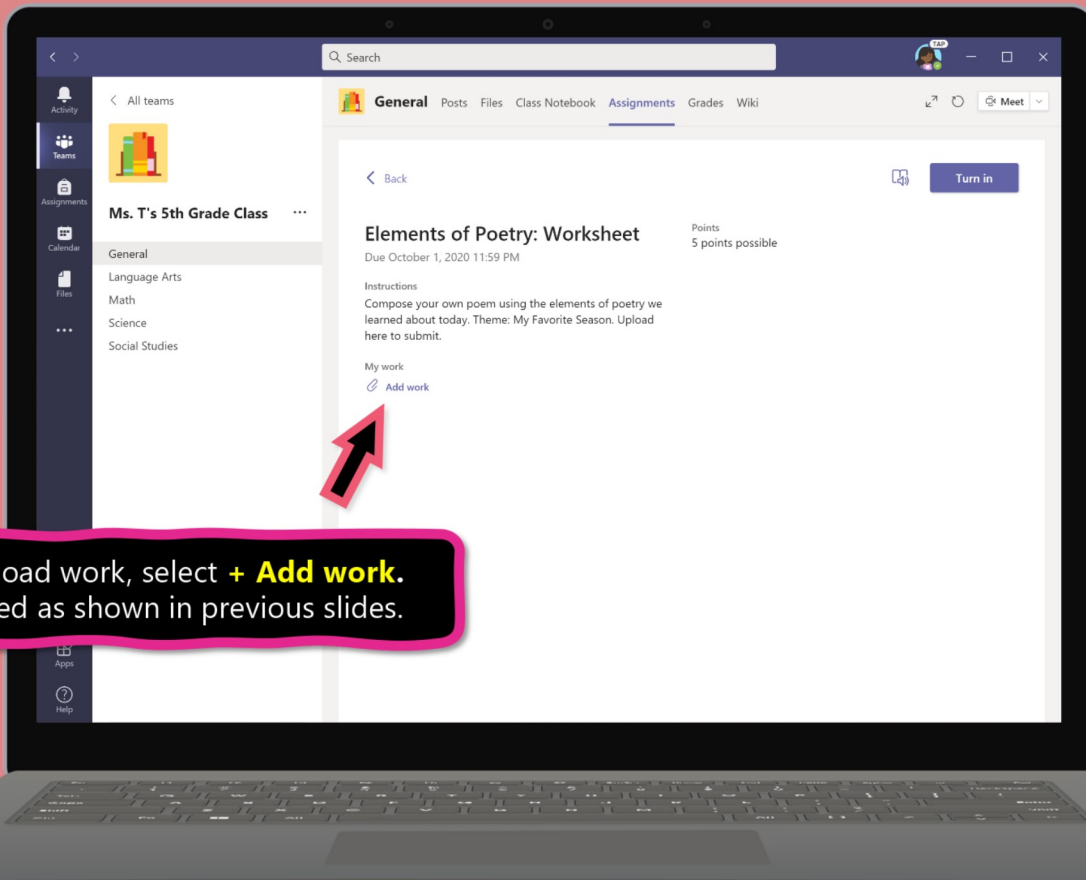 TAP
Search
Activity
Teams
Assignments
Calendar
Files
Apps
Help
All teams
Ms. T's 5th Grade Class
General
Language Arts
Math
Science
Social Studies
General Posts Files Class Notebook Assignments Grades Wiki
Meet
Back
Turn in
Elements of Poetry: Worksheet
Due October 1, 2020 11:59 PM
Points
5 points possible
Instructions
Compose your own poem using the elements of poetry we
learned about today. Theme: My Favorite Season. Upload
here to submit.
My work
Add work
oad work, select + Add work.
ed as shown in previous slides.